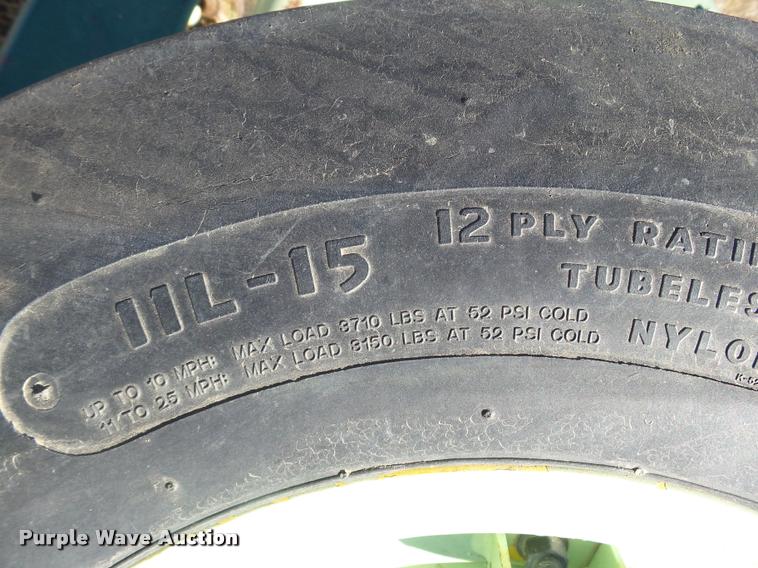 11L-15
12 PLY RATIN
TUBELES
NYLO
UP TO 10 MPH: MAX LOAD 3710 LBS AT 52 PSI COLD
11 TO 25 MPH: MAX LOAD 3150 LBS AT 52 PSI COLD
Purple Wave Auction